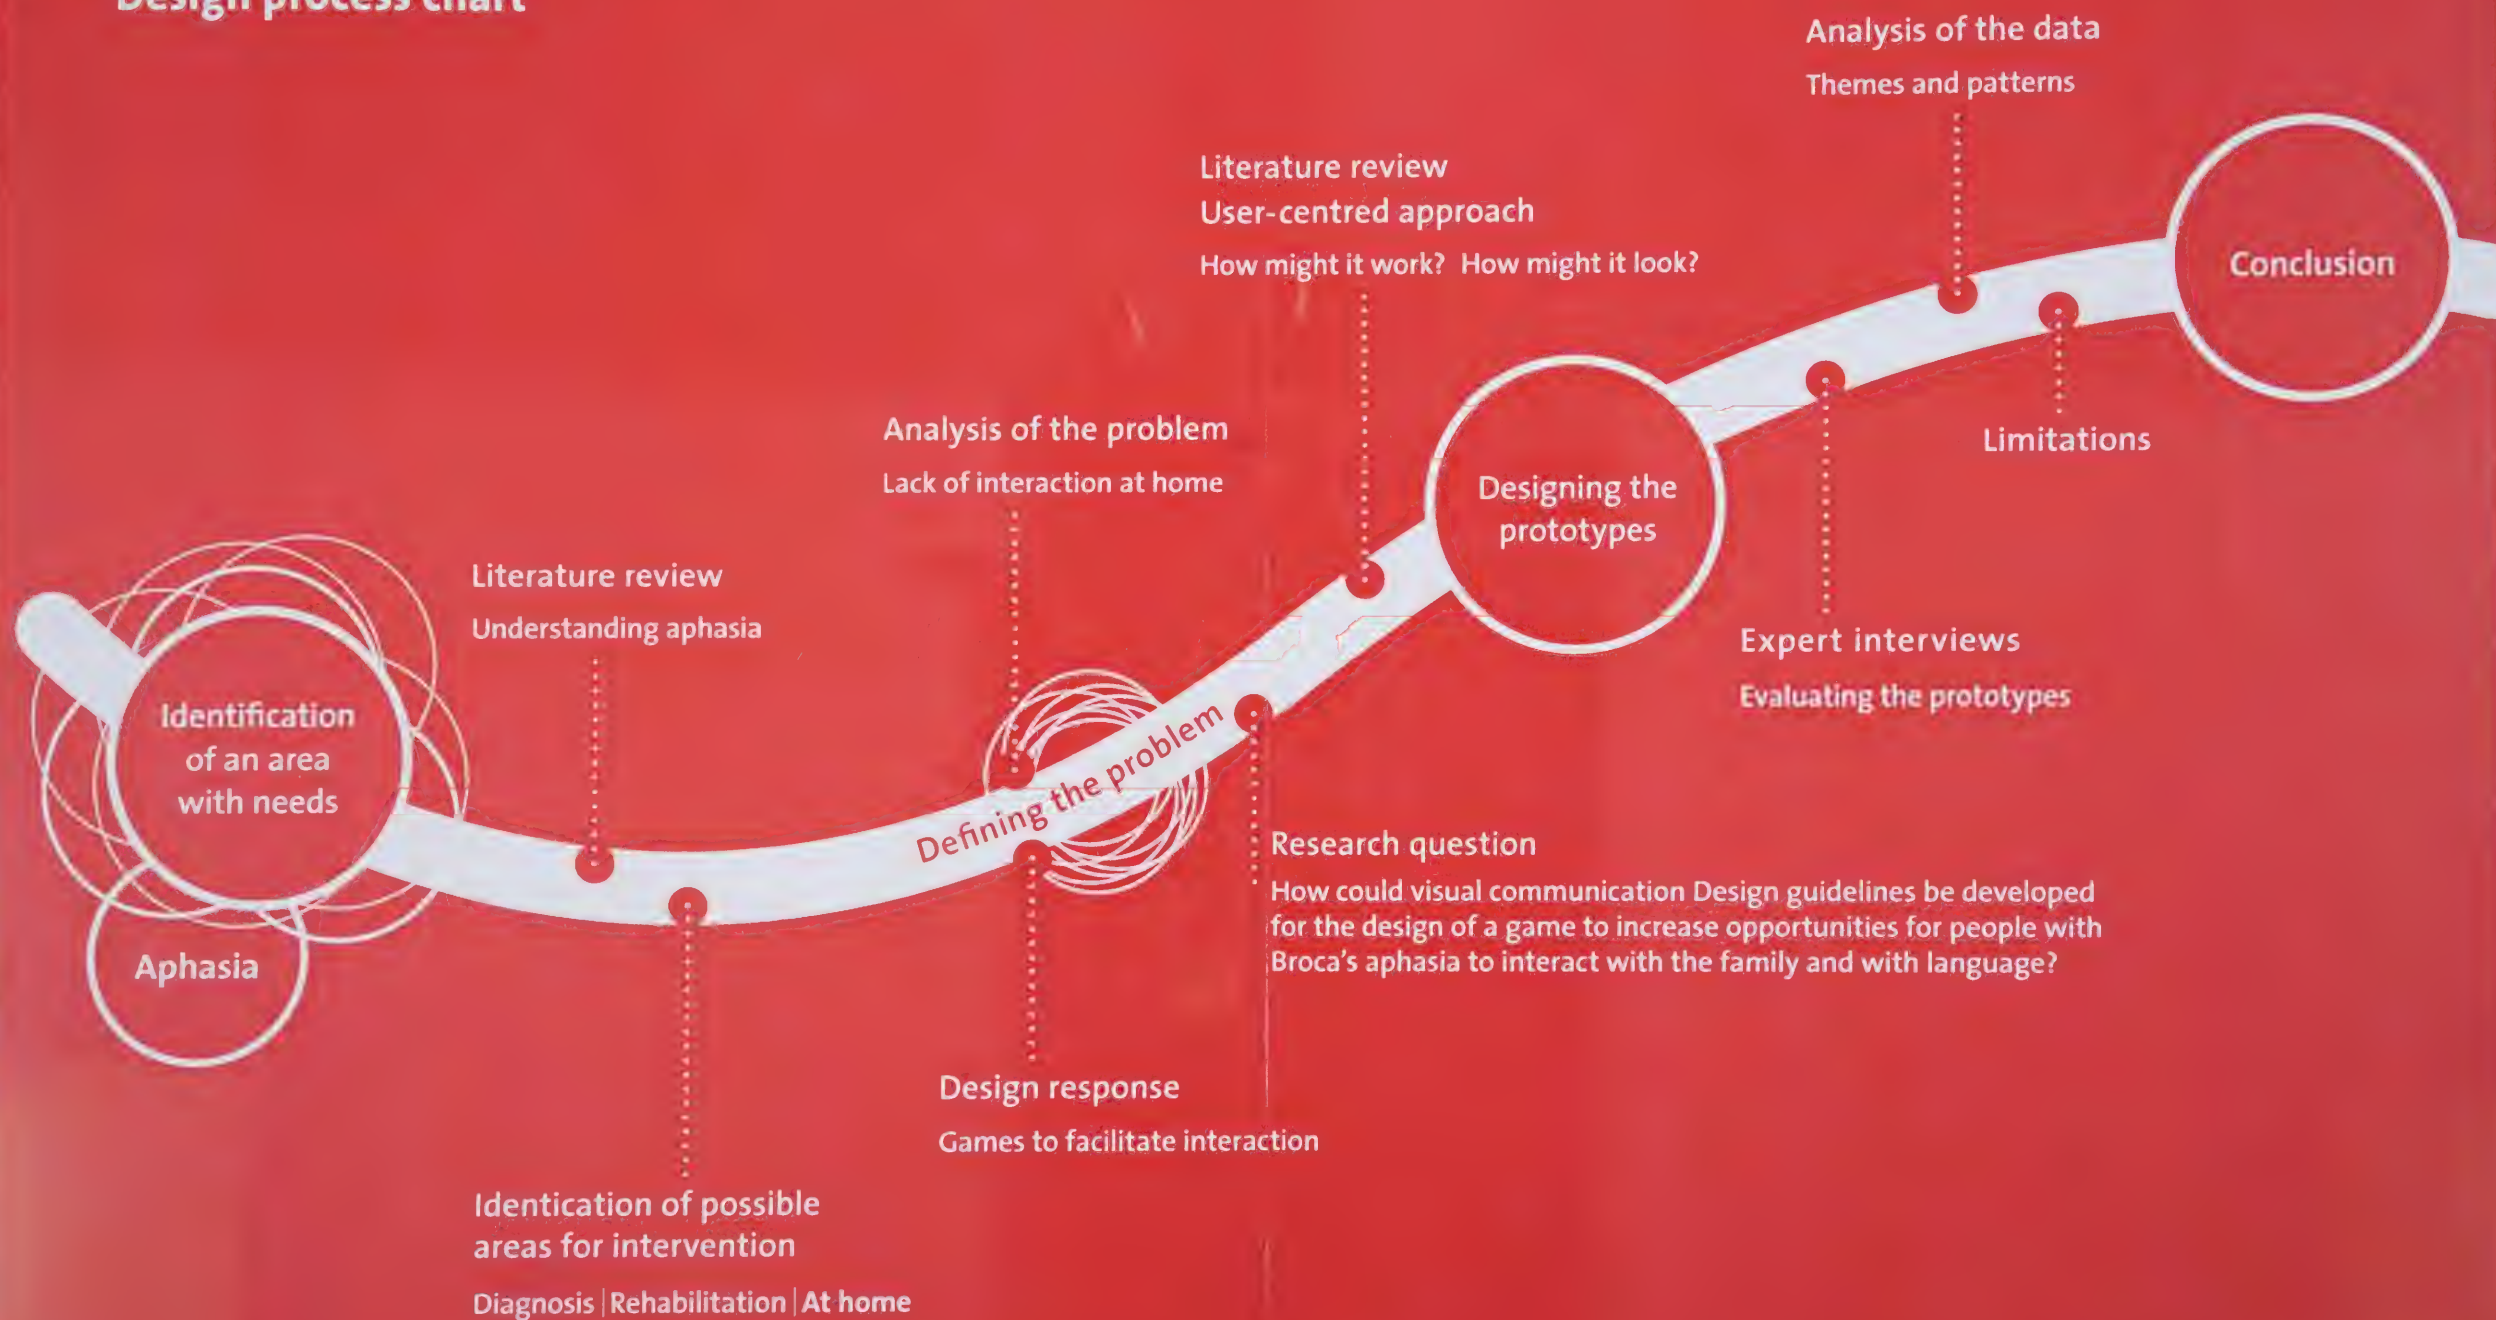 Design process chart
Analysis of the data
Themes and patterns
Literature review
User-centred approach
How might it work? How might it look?
Conclusion
Limitations
Analysis of the problem
Lack of interaction at home
Designing the
prototypes
Literature review
Understanding aphasia
Expert interviews
Evaluating the prototypes
Identification
of an area
with needs
Defining the problem
Research question
How could visual communication Design guidelines be developed
for the design of a game to increase opportunities for people with
Broca's aphasia to interact with the family and with language?
Aphasia
Design response
Games to facilitate interaction
Identication of possible
areas for intervention
Diagnosis | Rehabilitation | At home